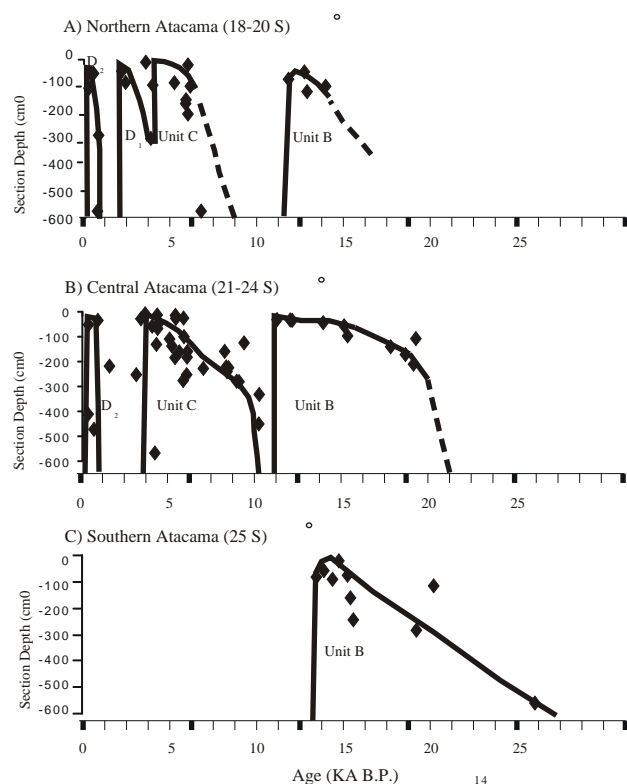 A) Northern Atacama (18-20 S) °
Section Depth (cm0
0
-100
-200
-300
-400
-500
-600
D2
D1
Unit C
Unit B
0 5 10 15 20 25
B) Central Atacama (21-24 S) °
Section Depth (cm0
0
-100
-200
-300
-400
-500
-600
D2
Unit C
Unit B
0 5 10 15 20 25
C) Southern Atacama (25 S) °
Section Depth (cm0
0
-100
-200
-300
-400
-500
-600
Unit B
0 5 10 15 20 25
Age (KA B.P.) 14